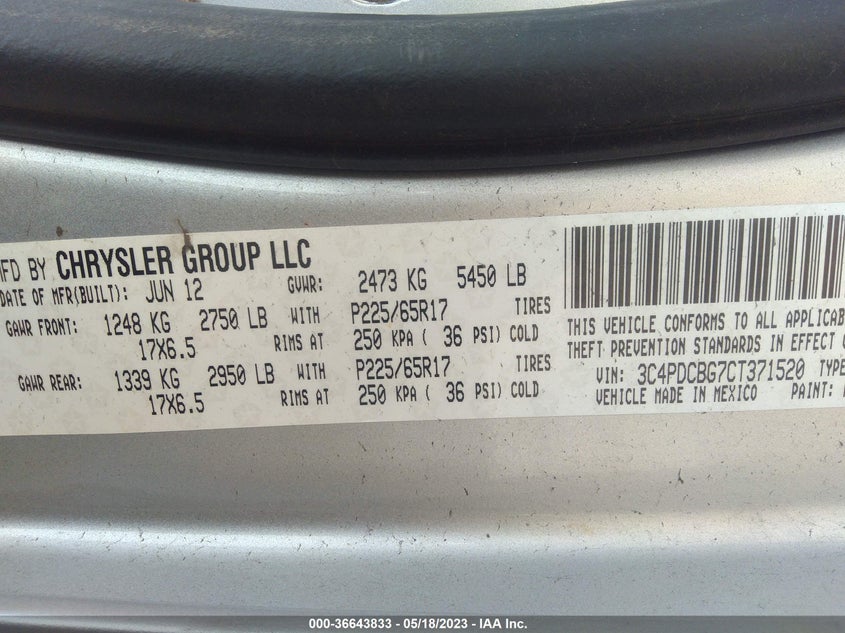 MFD BY CHRYSLER GROUP LLC
DATE OF MFR(BUILT): JUN 12 GVWR: 2473 KG 5450 LB
GAWR FRONT: 1248 KG 2750 LB WITH P225/65R17 TIRES
17X6.5 RIMS AT 250 KPA ( 36 PSI) COLD
GAWR REAR: 1339 KG 2950 LB WITH P225/65R17 TIRES
17X6.5 RIMS AT 250 KPA ( 36 PSI) COLD
THIS VEHICLE CONFORMS TO ALL APPLICAB
THEFT PREVENTION STANDARDS IN EFFECT
VIN: 3C4PDCBG7CT371520 TYPE
VEHICLE MADE IN MEXICO PAINT:
000-36643833 - 05/18/2023 - IAA Inc.